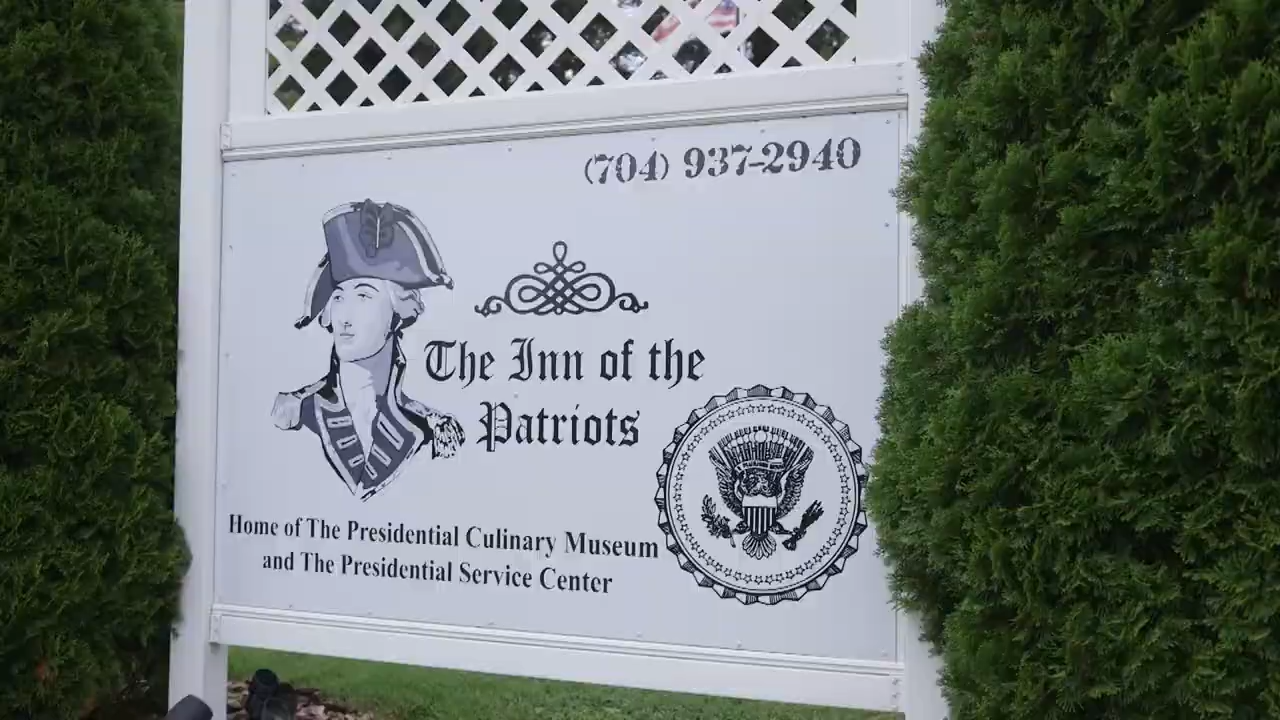 (704) 937-2940
The Inn of the
Patriots
Home of The Presidential Culinary Museum
and The Presidential Service Center